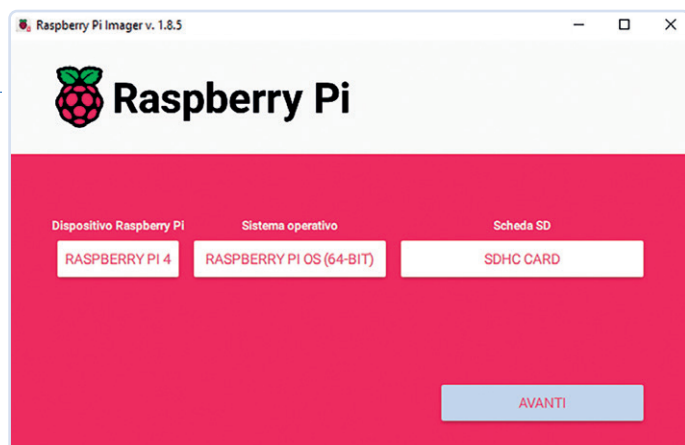 Raspberry Pi Imager v. 1.8.5
Raspberry Pi
Dispositivo Raspberry Pi Sistema operativo Scheda SD
RASPBERRY PI 4 RASPBERRY PI OS (64-BIT) SDHC CARD
AVANTI